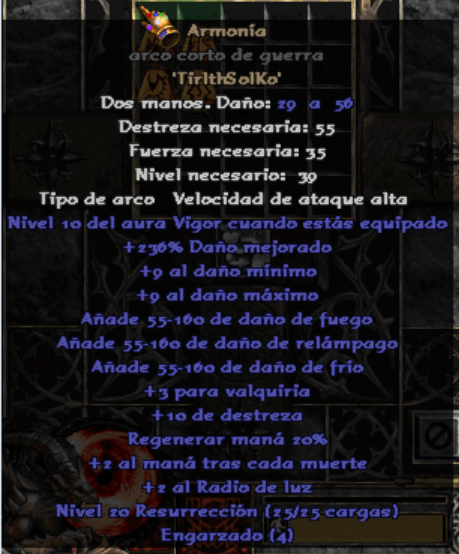 Armonía
arco corto de guerra
'TirIthSolKo'
Dos manos. Daño: 29 a 56
Destreza necesaria: 55
Fuerza necesaria: 35
Nivel necesario: 39
Tipo de arco Velocidad de ataque alta
Nivel 10 del aura Vigor cuando estás equipado
+236% Daño mejorado
+9 al daño mínimo
+9 al daño máximo
Añade 55-160 de daño de fuego
Añade 55-160 de daño de relámpago
Añade 55-160 de daño de frío
+3 para valquiria
+10 de destreza
Regenerar maná 20%
+2 al maná tras cada muerte
+2 al Radio de luz
Nivel 20 Resurrección (25/25 cargas)
Engarzado (4)